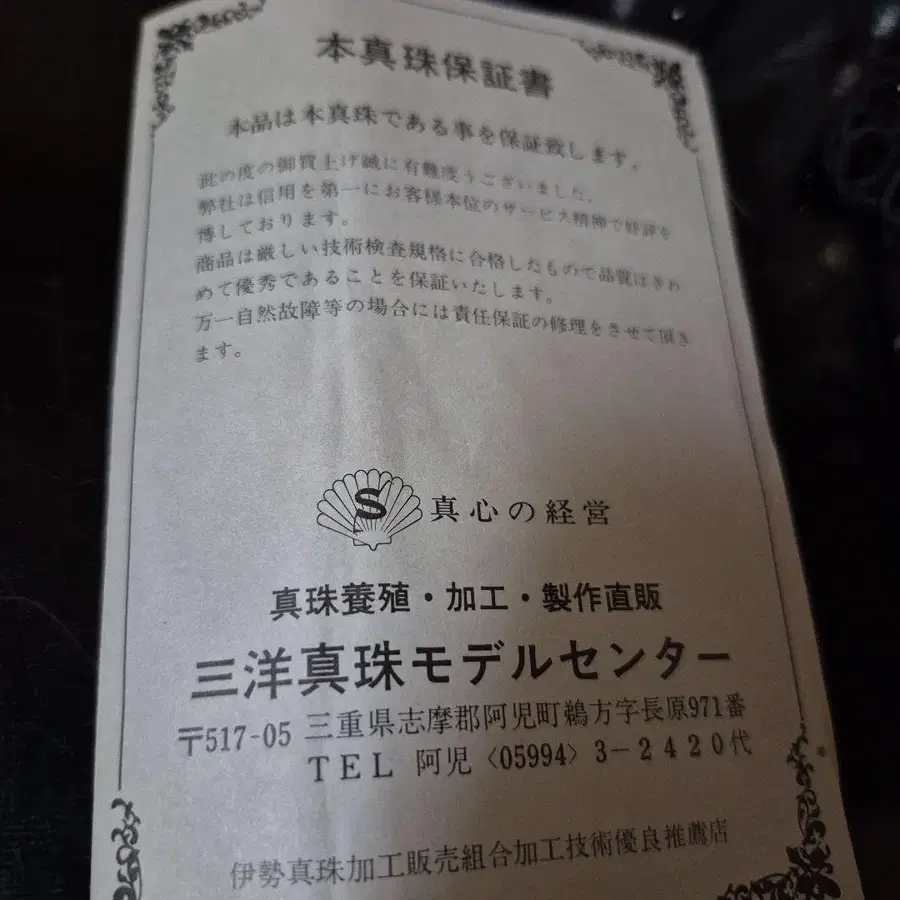 本真珠保証書
本品は本真珠である事を保証致します。
此の度の御買上げ誠に有難度うございました。
弊社は信用を第一にお客様本位のサービス精神で好評を
博しております。
商品は厳しい技術検査規格に合格したもので品質はきわ
めて優秀であることを保証いたします。
万一自然故障等の場合には責任保証の修理をさせて頂き
ます。
S 真心の経営
真珠養殖・加工・製作直販
三洋真珠モデルセンター
〒517-05 三重県志摩郡阿児町鵜方字長原971番
TEL 阿児〈05994〉3-2420代
伊勢真珠加工販売組合加工技術優良推薦店